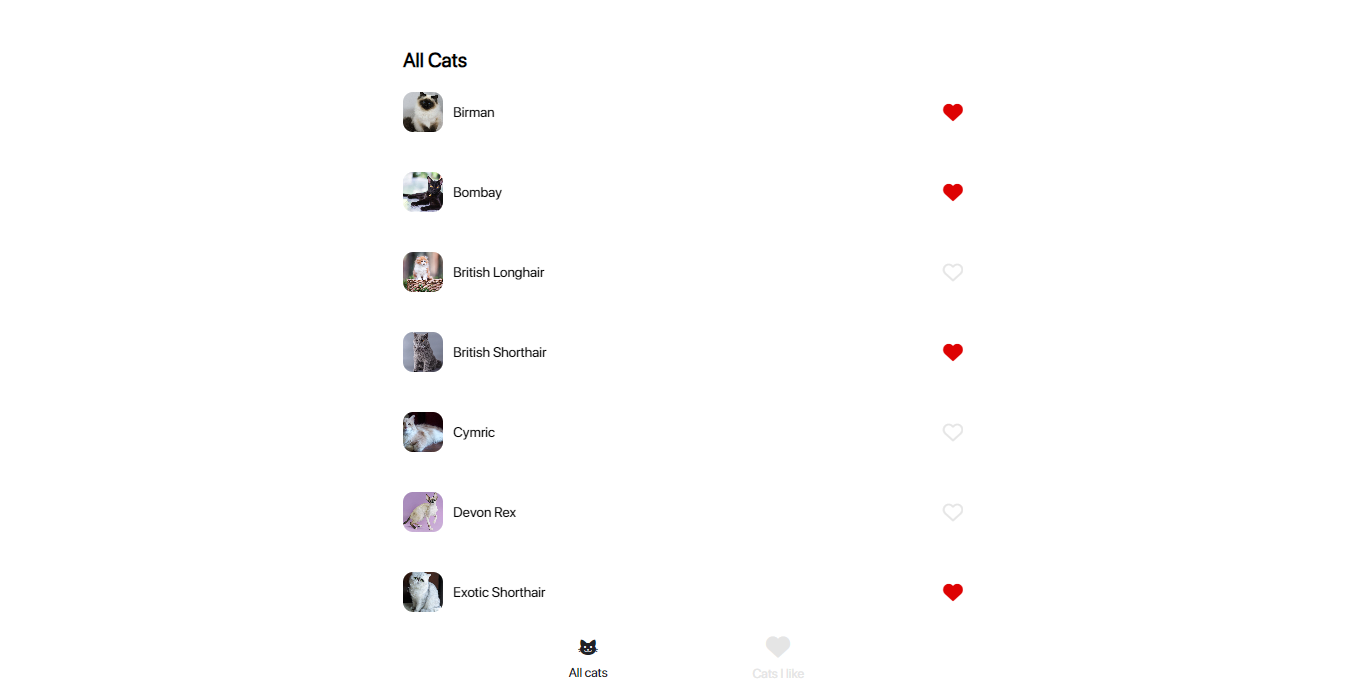 All Cats
Birman
Bombay
British Longhair
British Shorthair
Cymric
Devon Rex
Exotic Shorthair
All cats
Cats I like